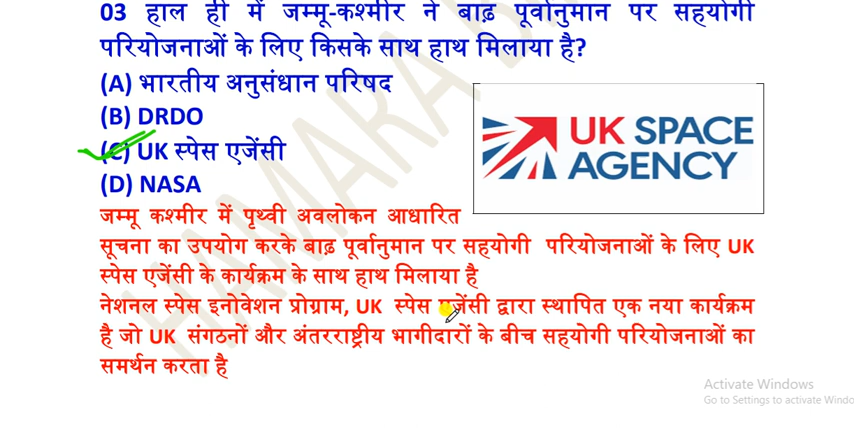 03 हाल ही में जम्मू-कश्मीर ने बाढ़ पूर्वानुमान पर सहयोगी
परियोजनाओं के लिए किसके साथ हाथ मिलाया है?
(A) भारतीय अनुसंधान परिषद
(B) DRDO
(C) UK स्पेस एजेंसी
(D) NASA
UK SPACE
AGENCY
जम्मू कश्मीर में पृथ्वी अवलोकन आधारित
सूचना का उपयोग करके बाढ़ पूर्वानुमान पर सहयोगी परियोजनाओं के लिए UK
स्पेस एजेंसी के कार्यक्रम के साथ हाथ मिलाया है
नेशनल स्पेस इनोवेशन प्रोग्राम, UK स्पेस एजेंसी द्वारा स्थापित एक नया कार्यक्रम
है जो UK संगठनों और अंतरराष्ट्रीय भागीदारों के बीच सहयोगी परियोजनाओं का
समर्थन करता है
HAMARA
Activate Windows
Go to Settings to activate Windo